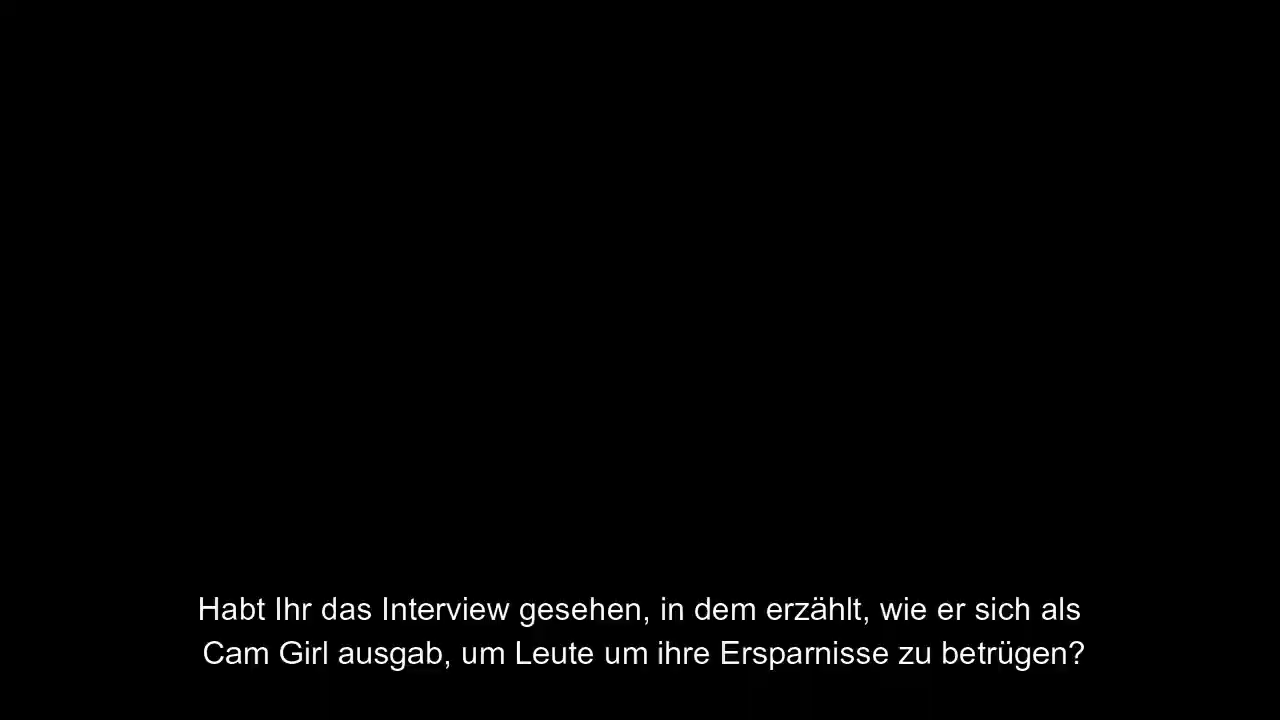 Habt Ihr das Interview gesehen, in dem erzählt, wie er sich als
Cam Girl ausgab, um Leute um ihre Ersparnisse zu betrügen?